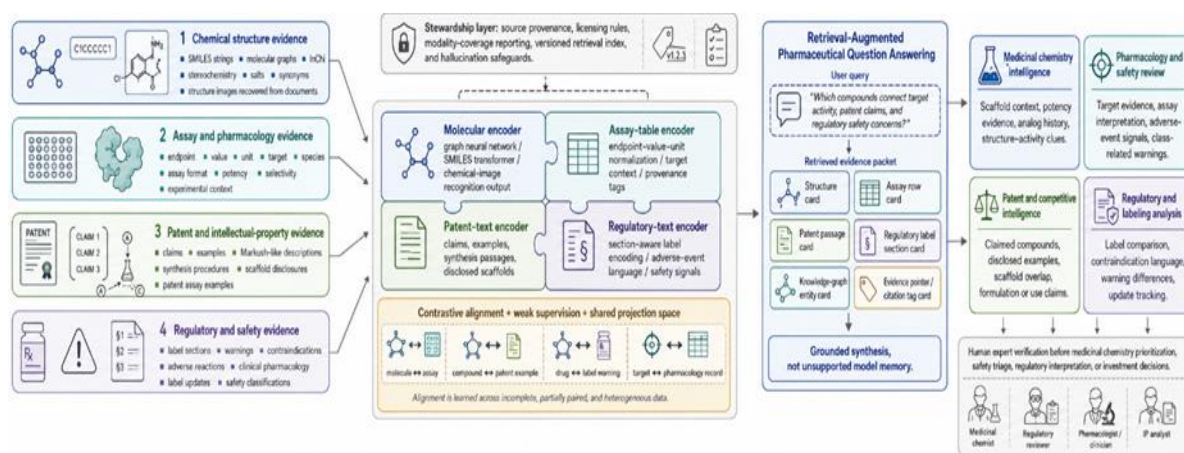 C1CCCCC1
1 Chemical structure evidence
SMILES strings • molecular graphs • InChI
stereochemistry • salts • synonyms
structure images recovered from documents
2 Assay and pharmacology evidence
endpoint • value • unit • target • species
assay format • potency • selectivity
experimental context
PATENT
CLAIM 1
CLAIM 2
CLAIM 3
3 Patent and intellectual-property evidence
claims • examples • Markush-like descriptions
synthesis procedures • scaffold disclosures
patent assay examples
Rx
§1
§2
§3
4 Regulatory and safety evidence
label sections • warnings • contraindications
adverse reactions • clinical pharmacology
label updates • safety classifications
Stewardship layer: source provenance, licensing rules,
modality-coverage reporting, versioned retrieval index,
and hallucination safeguards.
v1.2.3
Molecular encoder
graph neural network /
SMILES transformer /
chemical-image
recognition output
Assay-table encoder
endpoint-value-unit
normalization / target
context / provenance
tags
Patent-text encoder
claims, examples,
synthesis passages,
disclosed scaffolds
Regulatory-text encoder
section-aware label
encoding / adverse-event
language / safety signals
Contrastive alignment + weak supervision + shared projection space
molecule ↔ assay
compound ↔ patent example
drug ↔ label warning
target ↔ pharmacology record
Alignment is learned across incomplete, partially paired, and heterogeneous data.
Retrieval-Augmented
Pharmaceutical Question Answering
User query
"Which compounds connect target
activity, patent claims, and
regulatory safety concerns?"
Retrieved evidence packet
Structure
card
Assay row
card
Patent passage
card
Regulatory label
section card
Knowledge-graph
entity card
Evidence pointer /
citation tag card
Grounded synthesis,
not unsupported model memory.
Medicinal chemistry
intelligence
Scaffold context, potency
evidence, analog history,
structure–activity clues.
Pharmacology and
safety review
Target evidence, assay
interpretation, adverse-
event signals, class-
related warnings.
Patent and competitive
intelligence
Claimed compounds,
disclosed examples,
scaffold overlap,
formulation or use claims.
Regulatory and
labeling analysis
Label comparison,
contraindication language,
warning differences,
update tracking.
Human expert verification before medicinal chemistry prioritization,
safety triage, regulatory interpretation, or investment decisions.
Medicinal
chemist
Regulatory
reviewer
Pharmacologist /
clinician
IP analyst